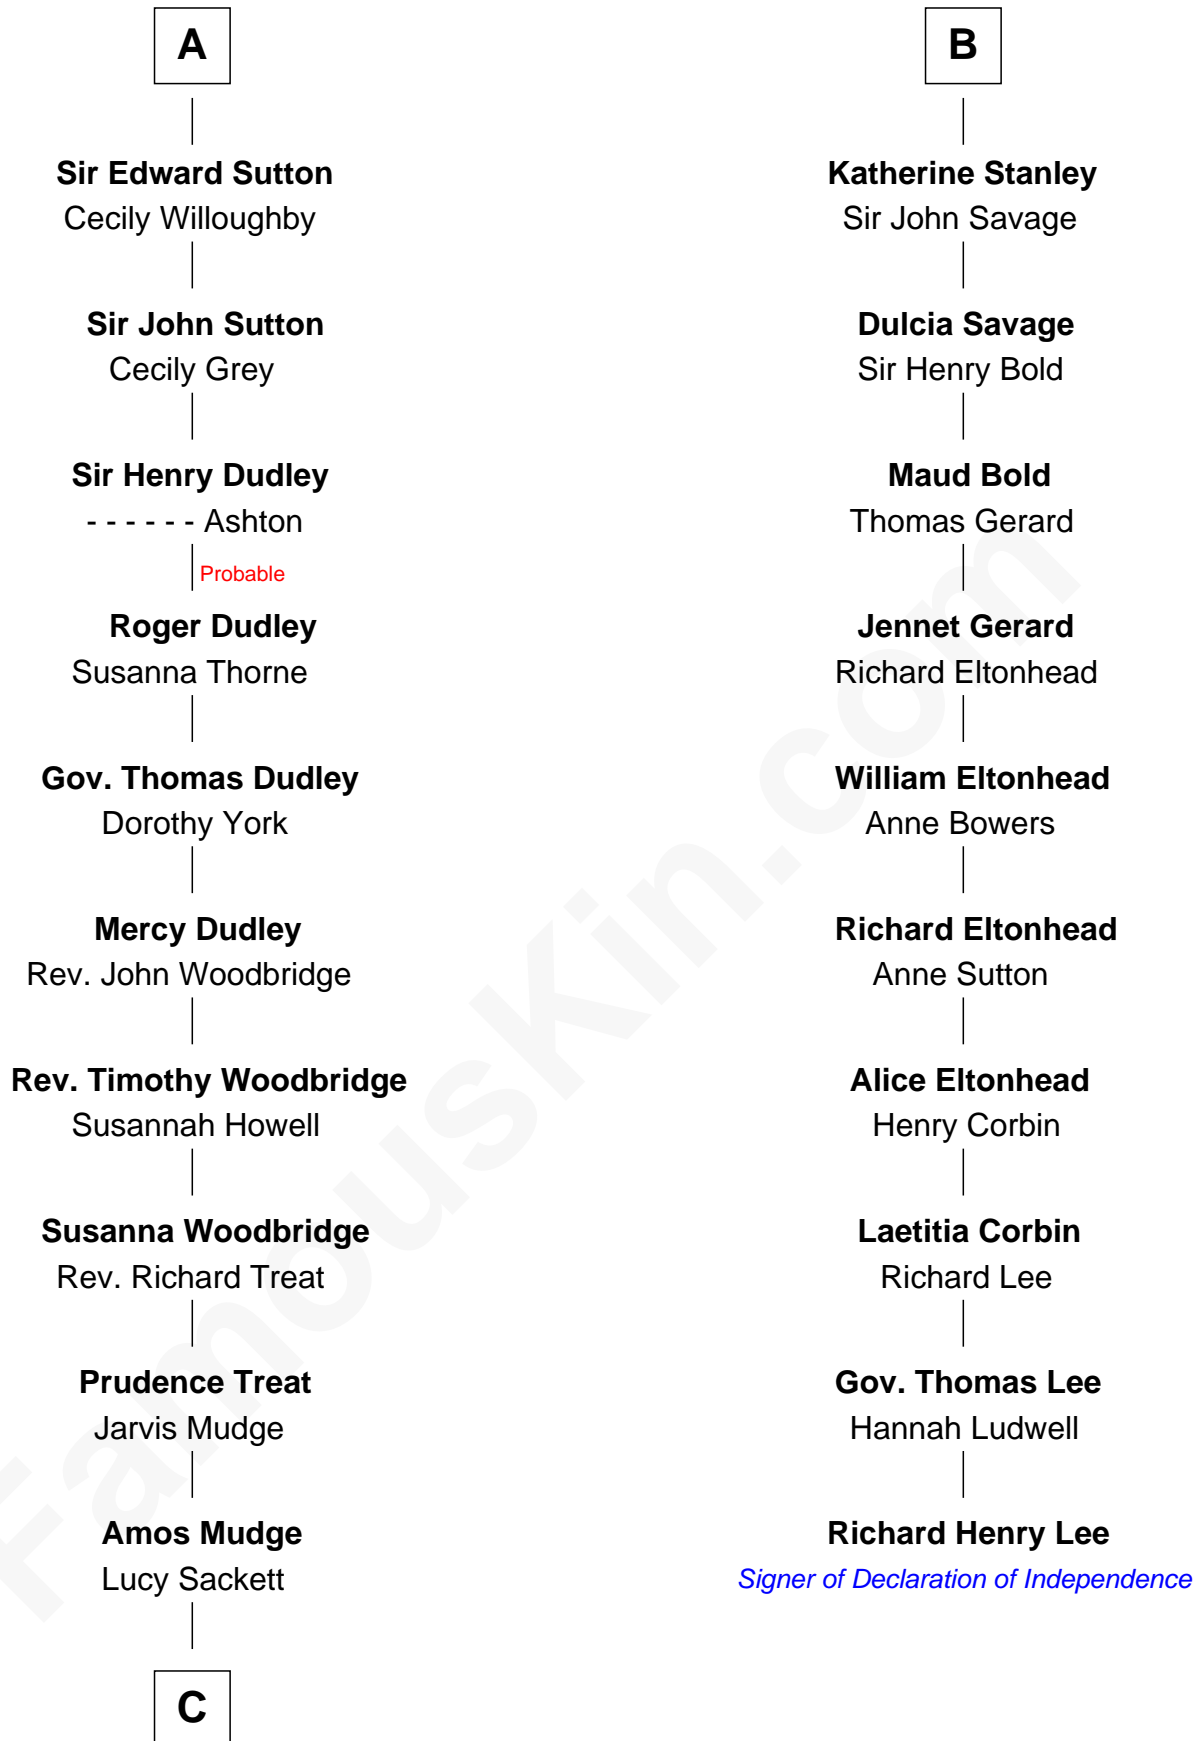 A
Sir Edward Sutton
Cecily Willoughby
Sir John Sutton
Cecily Grey
Sir Henry Dudley
- - - - - - Ashton
Probable
Roger Dudley
Susanna Thorne
Gov. Thomas Dudley
Dorothy York
Mercy Dudley
Rev. John Woodbridge
Rev. Timothy Woodbridge
Susannah Howell
Susanna Woodbridge
Rev. Richard Treat
Prudence Treat
Jarvis Mudge
Amos Mudge
Lucy Sackett
C
B
Katherine Stanley
Sir John Savage
Dulcia Savage
Sir Henry Bold
Maud Bold
Thomas Gerard
Jennet Gerard
Richard Eltonhead
William Eltonhead
Anne Bowers
Richard Eltonhead
Anne Sutton
Alice Eltonhead
Henry Corbin
Laetitia Corbin
Richard Lee
Gov. Thomas Lee
Hannah Ludwell
Richard Henry Lee
Signer of Declaration of Independence
FamousKin.com